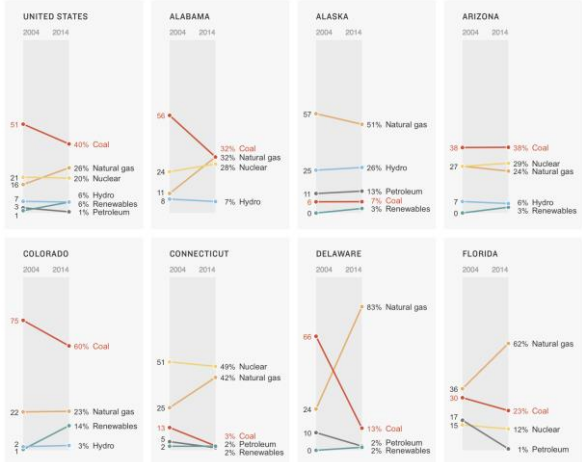 UNITED STATES
2004 2014
51
40% Coal
26% Natural gas
21
20% Nuclear
16
7
6% Hydro
6% Renewables
3
1% Petroleum
1
ALABAMA
2004 2014
56
32% Coal
32% Natural gas
28% Nuclear
24
11
8
7% Hydro
ALASKA
2004 2014
57
51% Natural gas
25
26% Hydro
11
13% Petroleum
6
7% Coal
3% Renewables
0
ARIZONA
2004 2014
38
38% Coal
29% Nuclear
27
24% Natural gas
7
6% Hydro
3% Renewables
0
COLORADO
2004 2014
75
60% Coal
22
23% Natural gas
14% Renewables
2
3% Hydro
1
CONNECTICUT
2004 2014
51
49% Nuclear
42% Natural gas
25
13
3% Coal
5
2% Petroleum
2
2% Renewables
DELAWARE
2004 2014
83% Natural gas
66
24
13% Coal
10
2% Petroleum
0
2% Renewables
FLORIDA
2004 2014
62% Natural gas
36
30
23% Coal
17
15
12% Nuclear
1% Petroleum